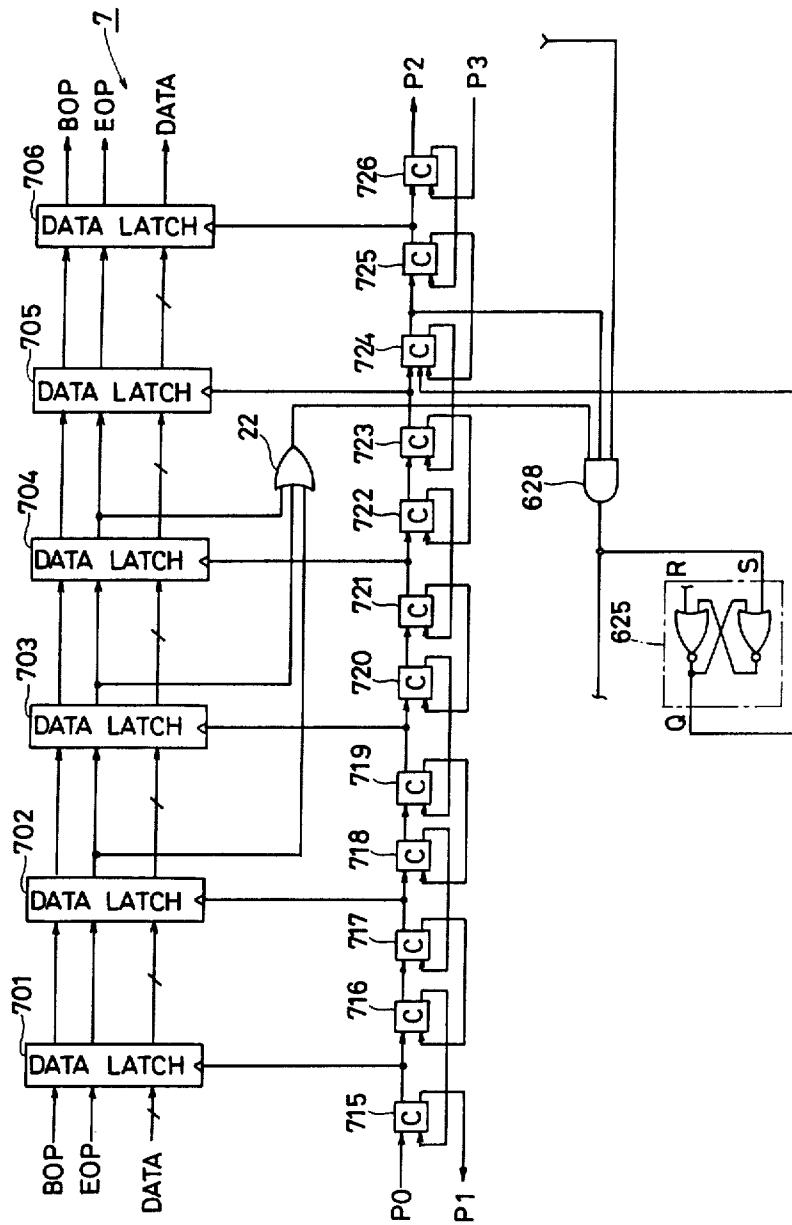 7
701
702
703
704
705
706
BOP
EOP
DATA
DATA LATCH
DATA LATCH
DATA LATCH
DATA LATCH
DATA LATCH
DATA LATCH
BOP
EOP
DATA
22
715
716
717
718
719
720
721
722
723
724
725
726
P0
C
C
C
C
C
C
C
C
C
C
C
C
P2
P1
P3
628
625
R
S
Q